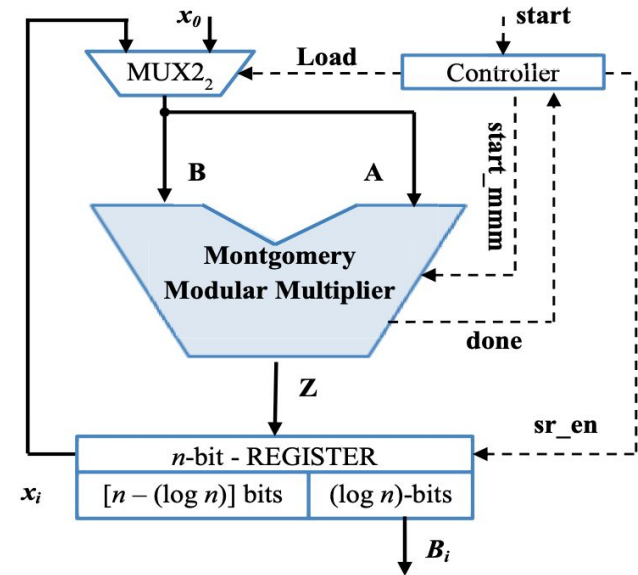 x₀
start
MUX2₂
Load
Controller
B
A
start_mmm
Montgomery
Modular Multiplier
done
Z
sr_en
n-bit - REGISTER
xᵢ
[n – (log n)] bits
(log n)-bits
Bᵢ